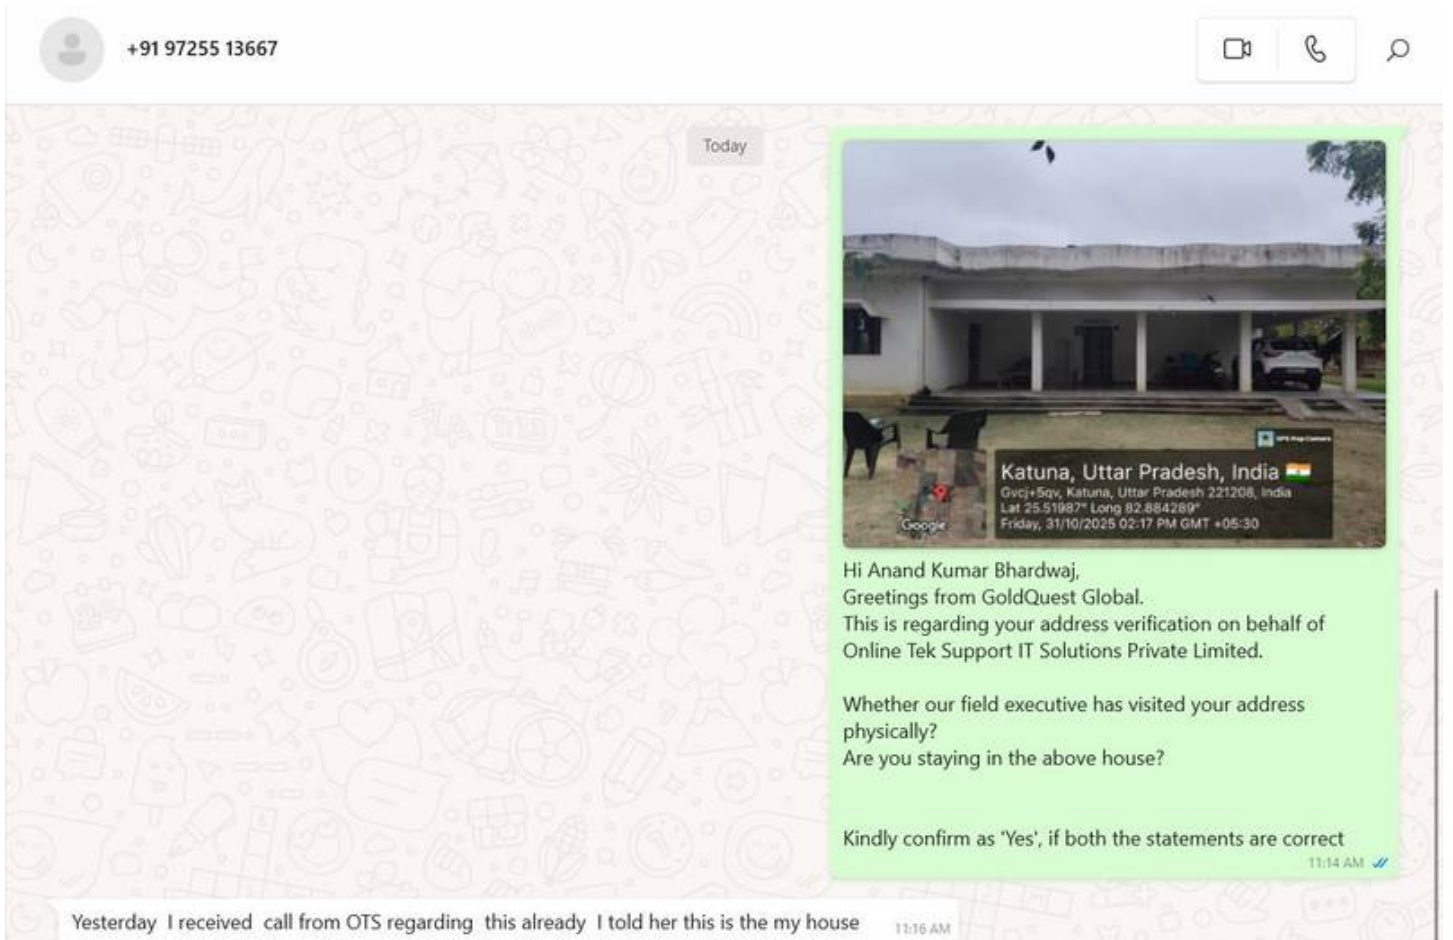 +91 97255 13667
Today
GPS Map Camera
Katuna, Uttar Pradesh, India
Gvcj+5qv, Katuna, Uttar Pradesh 221208, India
Lat 25.51987° Long 82.884289°
Friday, 31/10/2025 02:17 PM GMT +05:30
Google
Hi Anand Kumar Bhardwaj,
Greetings from GoldQuest Global.
This is regarding your address verification on behalf of
Online Tek Support IT Solutions Private Limited.
Whether our field executive has visited your address
physically?
Are you staying in the above house?
Kindly confirm as 'Yes', if both the statements are correct
11:14 AM
Yesterday I received call from OTS regarding this already I told her this is the my house
11:16 AM